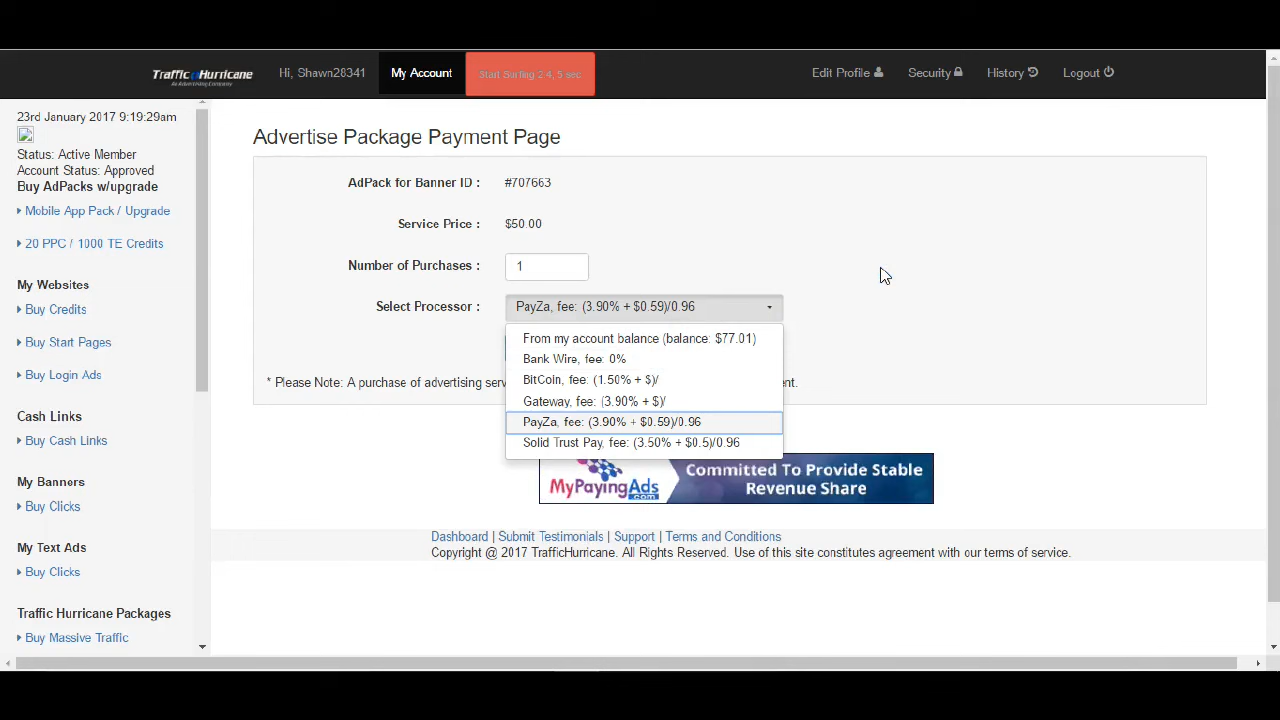 Traffic Hurricane
An Advertising Company
Hi, Shawn28341
My Account
Start Surfing 2.4, 5 sec
Edit Profile
Security
History
Logout
23rd January 2017 9:19:29am
Status: Active Member
Account Status: Approved
Buy AdPacks w/upgrade
Mobile App Pack / Upgrade
20 PPC / 1000 TE Credits
My Websites
Buy Credits
Buy Start Pages
Buy Login Ads
Cash Links
Buy Cash Links
My Banners
Buy Clicks
My Text Ads
Buy Clicks
Traffic Hurricane Packages
Buy Massive Traffic
Advertise Package Payment Page
AdPack for Banner ID : #707663
Service Price : $50.00
Number of Purchases : 1
Select Processor : PayZa, fee: (3.90% + $0.59)/0.96
From my account balance (balance: $77.01)
Bank Wire, fee: 0%
BitCoin, fee: (1.50% + $)/
Gateway, fee: (3.90% + $)/
PayZa, fee: (3.90% + $0.59)/0.96
Solid Trust Pay, fee: (3.50% + $0.5)/0.96
* Please Note: A purchase of advertising serv
MyPayingAds
.com
Committed To Provide Stable
Revenue Share
Dashboard | Submit Testimonials | Support | Terms and Conditions
Copyright @ 2017 TrafficHurricane. All Rights Reserved. Use of this site constitutes agreement with our terms of service.